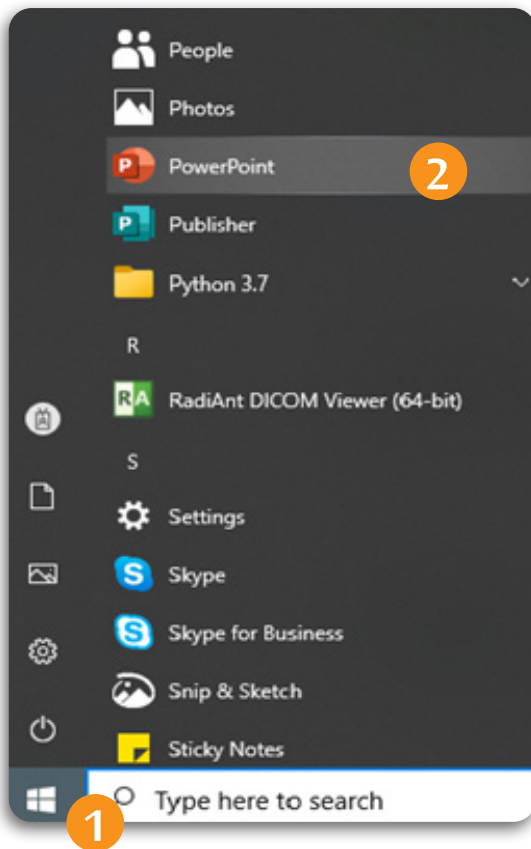 People
Photos
P PowerPoint 2
P Publisher
Python 3.7
R
RA RadiAnt DICOM Viewer (64-bit)
S
Settings
S Skype
S Skype for Business
Snip & Sketch
Sticky Notes
1 Type here to search